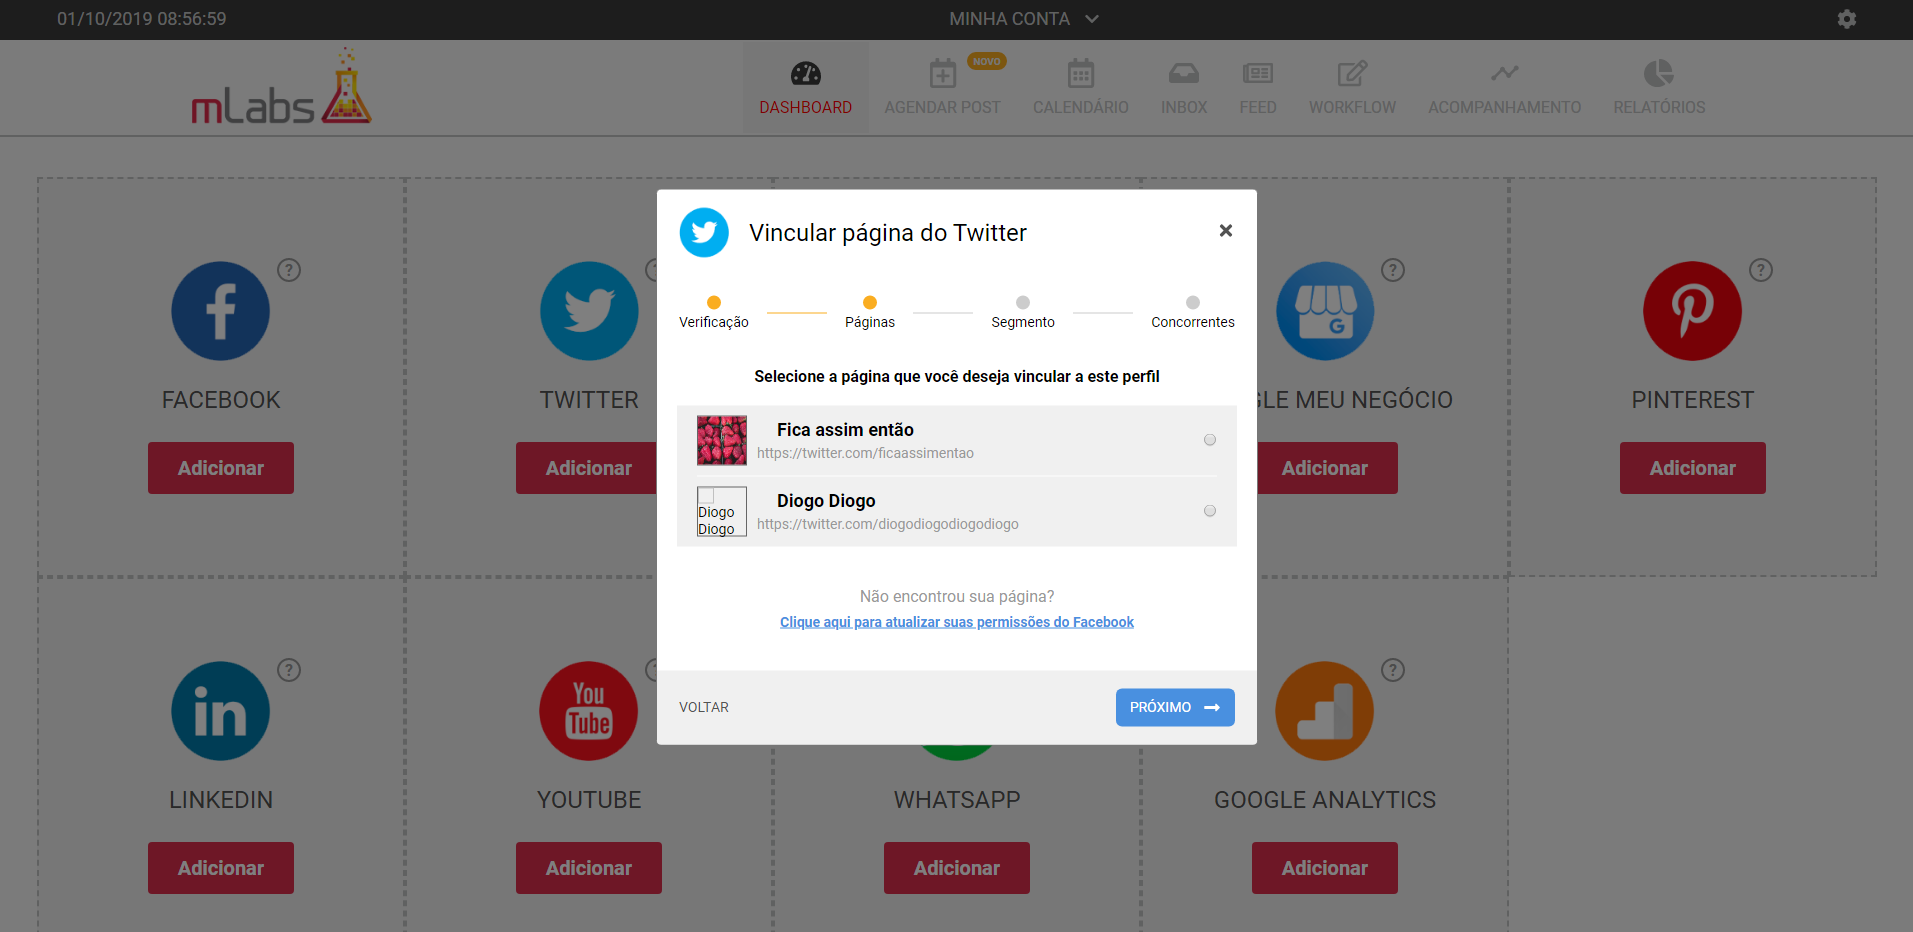 01/10/2019 08:56:59
MINHA CONTA
mLabs
DASHBOARD
AGENDAR POST
NOVO
CALENDÁRIO
INBOX
FEED
WORKFLOW
ACOMPANHAMENTO
RELATÓRIOS
Vincular página do Twitter
Verificação
Páginas
Segmento
Concorrentes
Selecione a página que você deseja vincular a este perfil
Fica assim então
https://twitter.com/ficaassimentao
Diogo
Diogo
Diogo Diogo
https://twitter.com/diogodiogodiogodiogo
Não encontrou sua página?
Clique aqui para atualizar suas permissões do Facebook
VOLTAR
PRÓXIMO
?
FACEBOOK
Adicionar
TWITTER
Adicionar
?
GLE MEU NEGÓCIO
G
Adicionar
?
PINTEREST
Adicionar
?
in
LINKEDIN
Adicionar
You
Tube
YOUTUBE
Adicionar
WHATSAPP
Adicionar
?
GOOGLE ANALYTICS
Adicionar